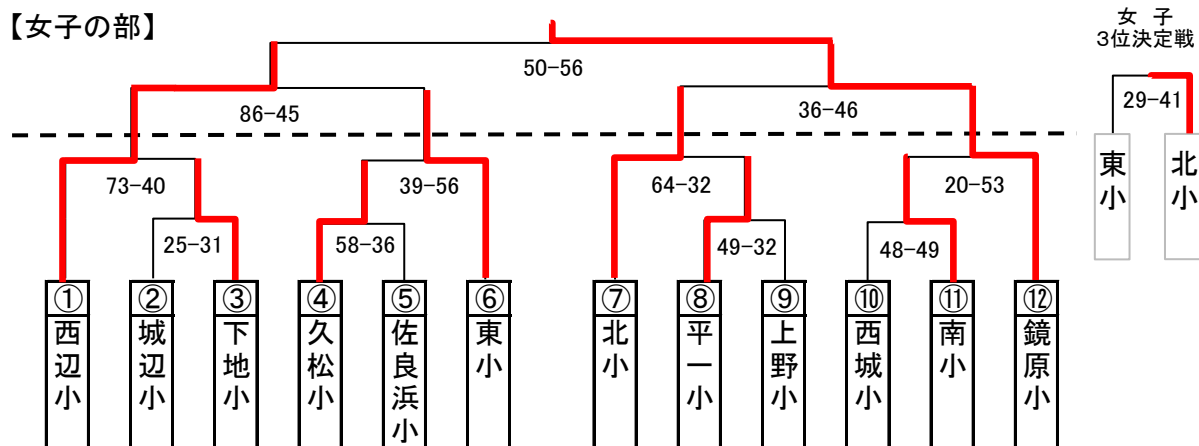 【女子の部】
女 子
3位決定戦
50-56
86-45
36-46
29-41
東小
北小
73-40
39-56
64-32
20-53
25-31
58-36
49-32
48-49
①
②
③
④
⑤
⑥
⑦
⑧
⑨
⑩
⑪
⑫
西辺小
城辺小
下地小
久松小
佐良浜小
東小
北小
平一小
上野小
西城小
南小
鏡原小